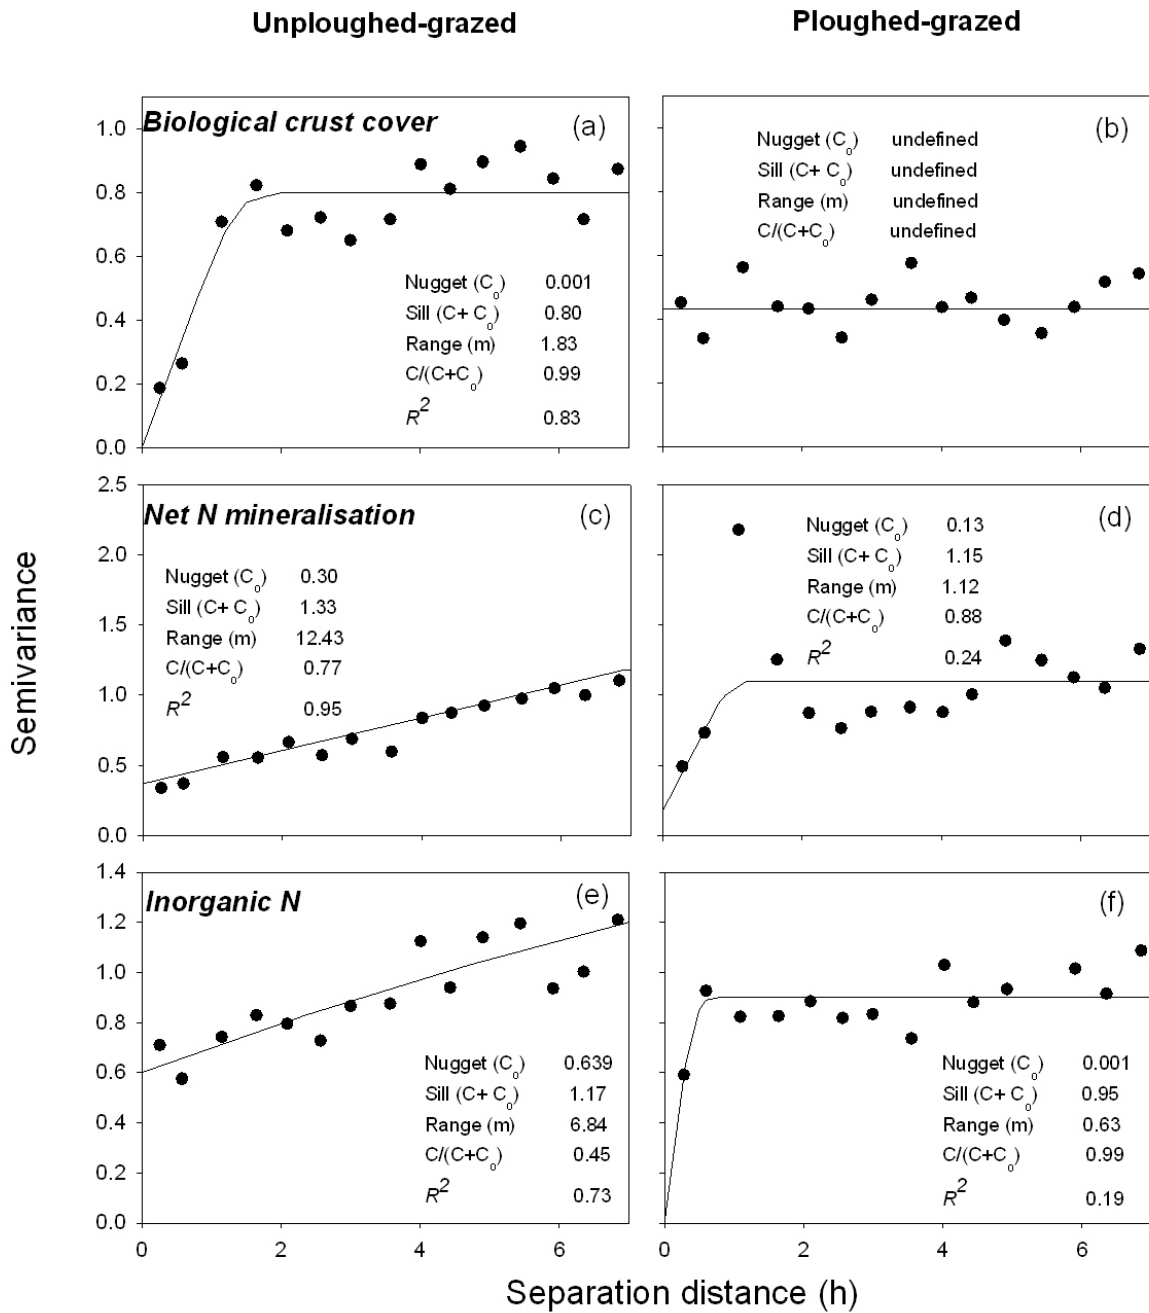 Unploughed-grazed
Ploughed-grazed
Semivariance
Biological crust cover
(a)
1.0
0.8
0.6
0.4
0.2
0.0
Nugget (C0) 0.001
Sill (C+ C0) 0.80
Range (m) 1.83
C/(C+C0) 0.99
R2 0.83
(b)
Nugget (C0) undefined
Sill (C+ C0) undefined
Range (m) undefined
C/(C+C0) undefined
Net N mineralisation
(c)
2.5
2.0
1.5
1.0
0.5
0.0
Nugget (C0) 0.30
Sill (C+ C0) 1.33
Range (m) 12.43
C/(C+C0) 0.77
R2 0.95
(d)
Nugget (C0) 0.13
Sill (C+ C0) 1.15
Range (m) 1.12
C/(C+C0) 0.88
R2 0.24
Inorganic N
(e)
1.4
1.2
1.0
0.8
0.6
0.4
0.2
0.0
Nugget (C0) 0.639
Sill (C+ C0) 1.17
Range (m) 6.84
C/(C+C0) 0.45
R2 0.73
0 2 4 6
(f)
Nugget (C0) 0.001
Sill (C+ C0) 0.95
Range (m) 0.63
C/(C+C0) 0.99
R2 0.19
0 2 4 6
Separation distance (h)